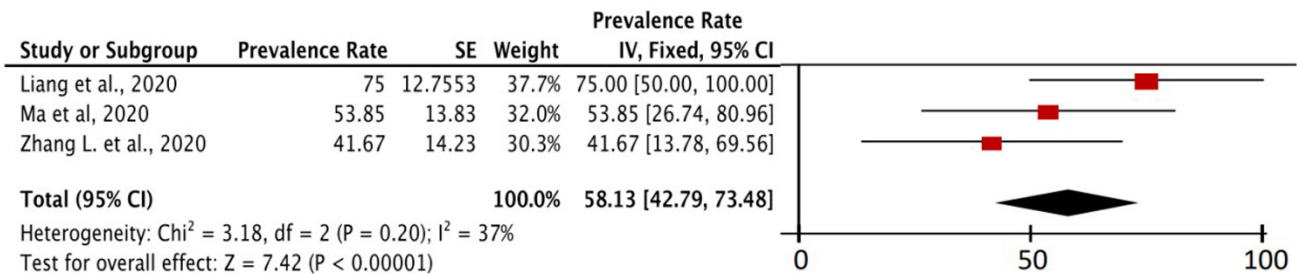 Prevalence Rate
Study or Subgroup Prevalence Rate SE Weight IV, Fixed, 95% CI
Liang et al., 2020 75 12.7553 37.7% 75.00 [50.00, 100.00]
Ma et al, 2020 53.85 13.83 32.0% 53.85 [26.74, 80.96]
Zhang L. et al., 2020 41.67 14.23 30.3% 41.67 [13.78, 69.56]
Total (95% CI) 100.0% 58.13 [42.79, 73.48]
Heterogeneity: Chi² = 3.18, df = 2 (P = 0.20); I² = 37%
Test for overall effect: Z = 7.42 (P < 0.00001)
0 50 100